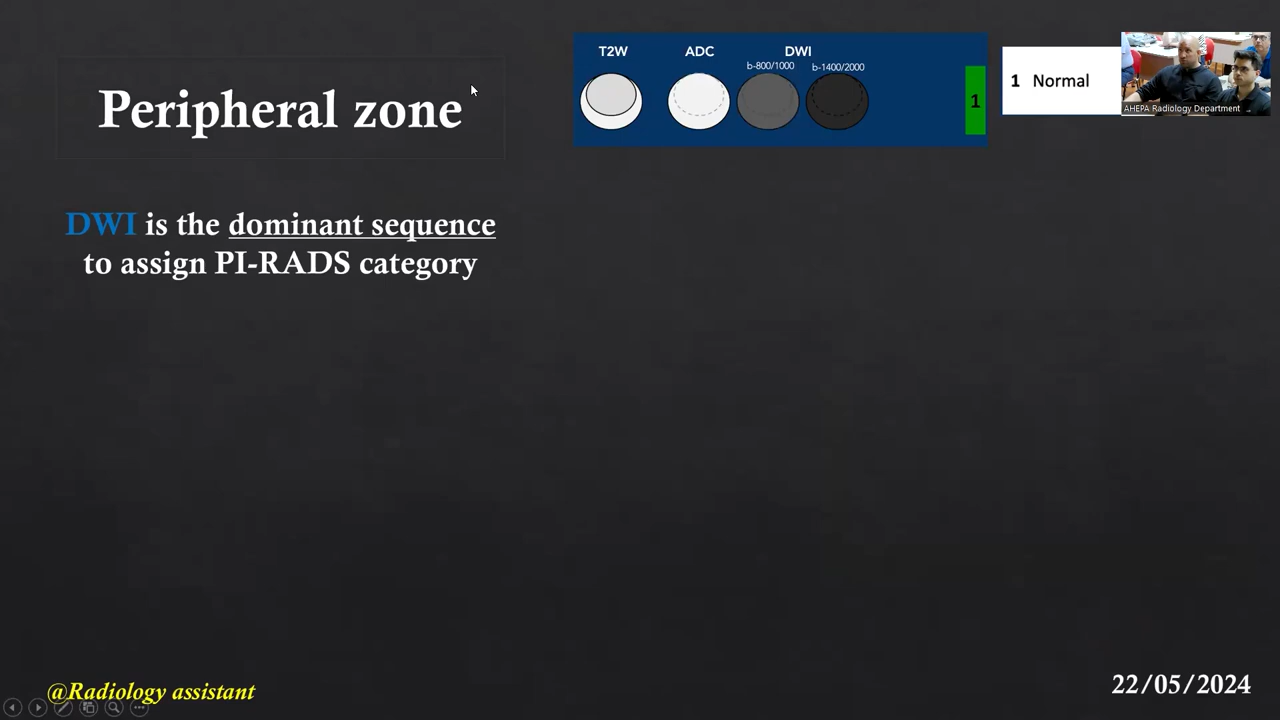 Peripheral zone
DWI is the dominant sequence
to assign PI-RADS category
T2W ADC DWI
b-800/1000 b-1400/2000
1
1 Normal
AHEPA Radiology Department
@Radiology assistant
22/05/2024